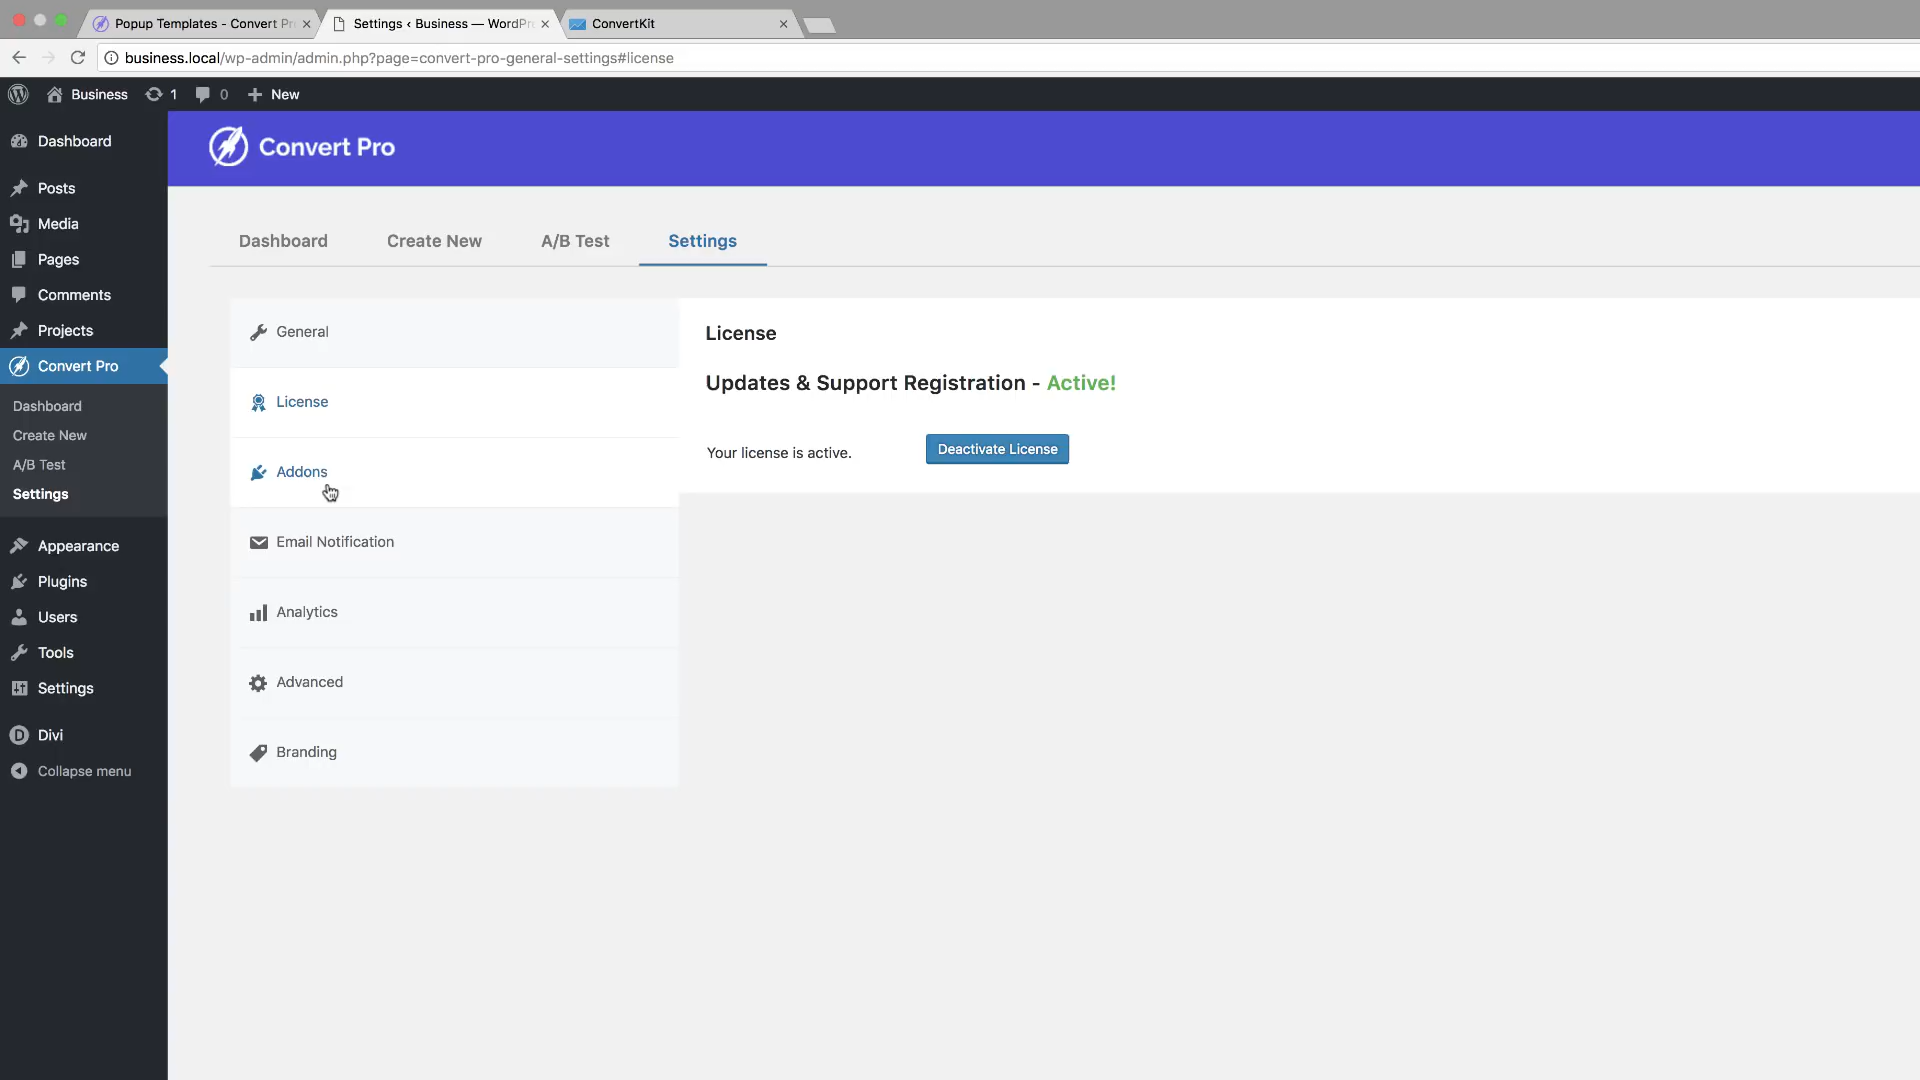 Popup Templates - Convert Pr
Settings ‹ Business — WordPr
ConvertKit
business.local/wp-admin/admin.php?page=convert-pro-general-settings#license
Business
1
0
New
Convert Pro
Dashboard
Posts
Media
Pages
Comments
Projects
Convert Pro
Dashboard
Create New
A/B Test
Settings
Appearance
Plugins
Users
Tools
Settings
Divi
Collapse menu
Dashboard
Create New
A/B Test
Settings
General
License
Addons
Email Notification
Analytics
Advanced
Branding
License
Updates & Support Registration - Active!
Your license is active.
Deactivate License